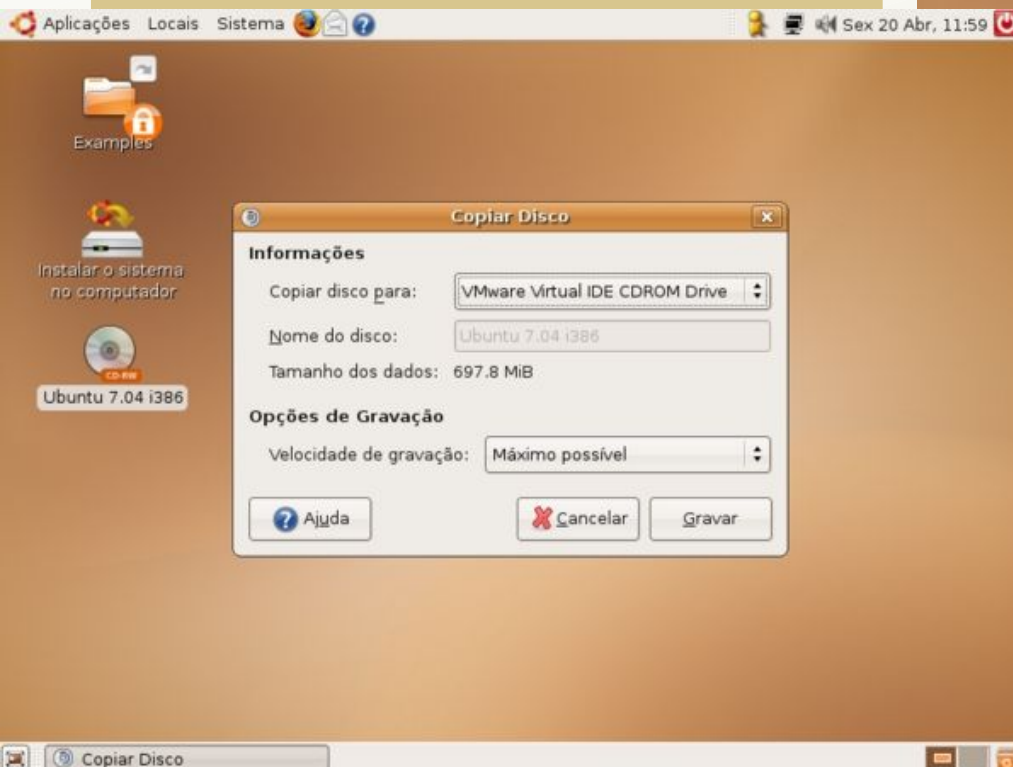 Aplicações Locais Sistema Sex 20 Abr, 11:59
Examples
Instalar o sistema
no computador
CD-RW
Ubuntu 7.04 i386
Copiar Disco
Informações
Copiar disco para: VMware Virtual IDE CDROM Drive
Nome do disco: Ubuntu 7.04 i386
Tamanho dos dados: 697.8 MiB
Opções de Gravação
Velocidade de gravação: Máximo possível
Ajuda Cancelar Gravar
Copiar Disco